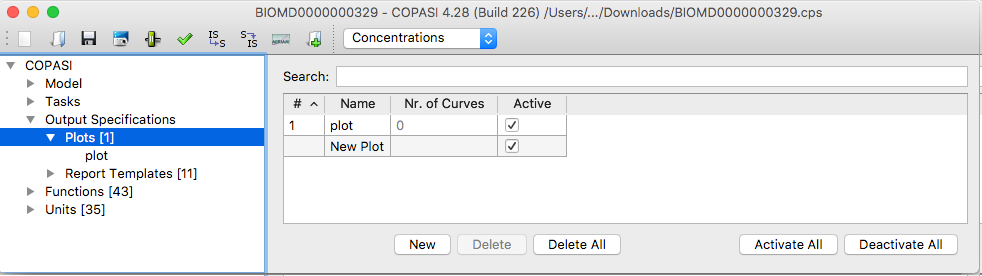 BIOMD0000000329 - COPASI 4.28 (Build 226) /Users/.../Downloads/BIOMD0000000329.cps
Concentrations
COPASI
Model
Tasks
Output Specifications
Plots [1]
plot
Report Templates [11]
Functions [43]
Units [35]
Search:
# Name Nr. of Curves Active
1 plot 0
New Plot
New Delete Delete All Activate All Deactivate All